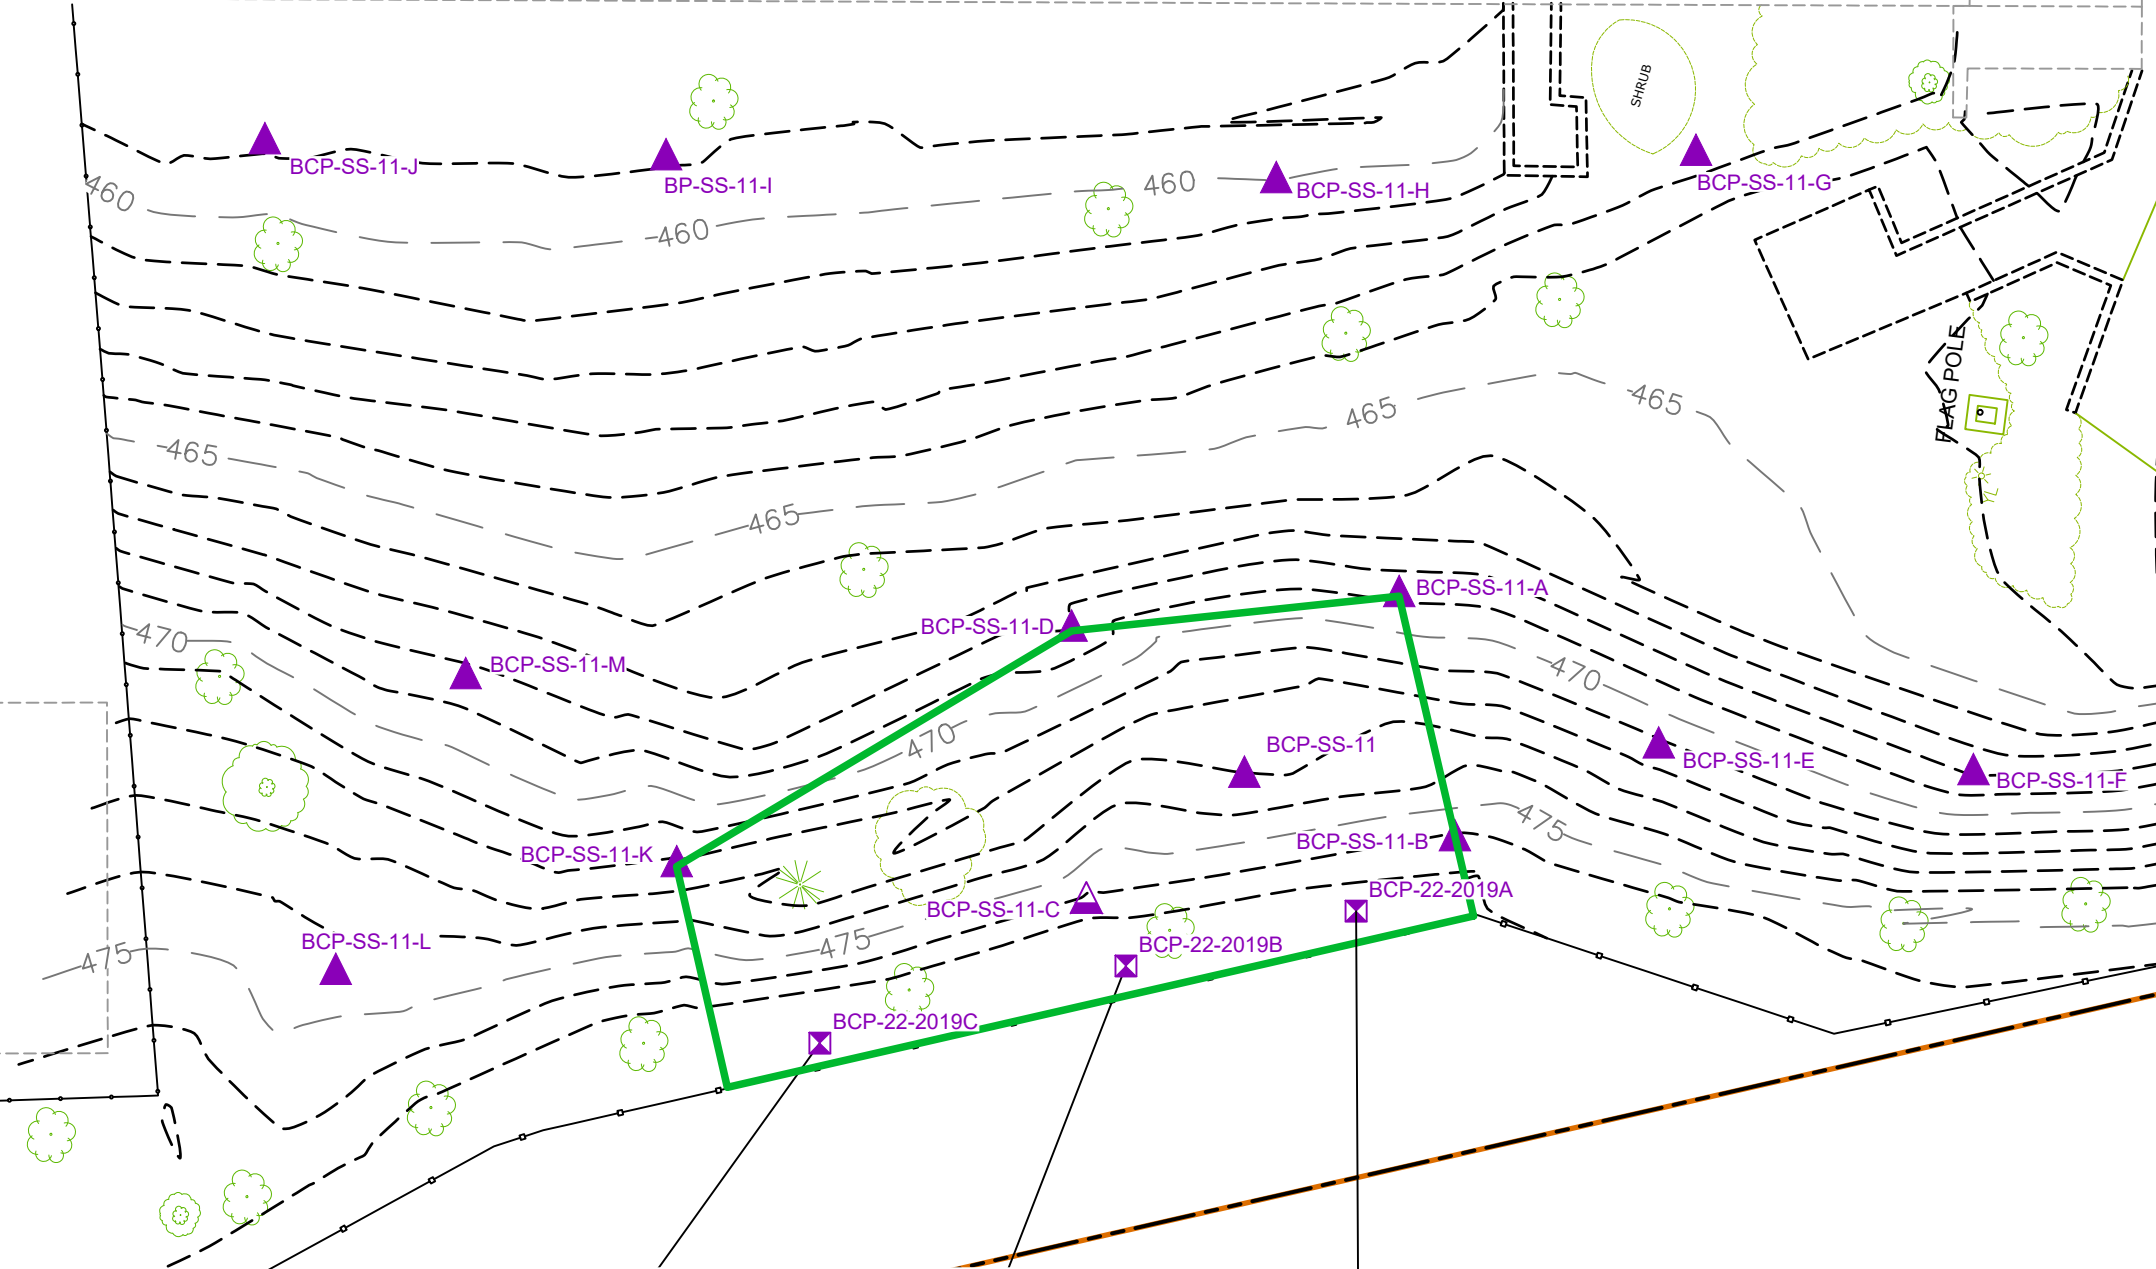 SHRUB
BCP-SS-11-J
BP-SS-11-I
BCP-SS-11-H
BCP-SS-11-G
460
460
460
FLAG POLE
465
465
465
465
BCP-SS-11-A
BCP-SS-11-D
BCP-SS-11-M
470
470
470
BCP-SS-11
BCP-SS-11-E
BCP-SS-11-F
475
BCP-SS-11-B
BCP-SS-11-K
BCP-22-2019A
BCP-SS-11-C
BCP-SS-11-L
475
475
BCP-22-2019B
BCP-22-2019C